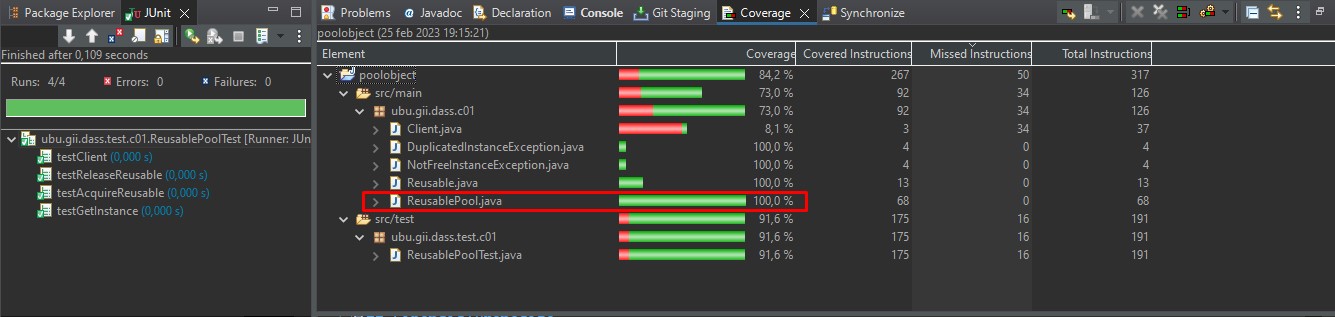 Package Explorer JUnit
Finished after 0,109 seconds
Runs: 4/4 Errors: 0 Failures: 0
ubu.gii.dass.test.c01.ReusablePoolTest [Runner: JUn
testClient (0,000 s)
testReleaseReusable (0,000 s)
testAcquireReusable (0,000 s)
testGetInstance (0,000 s)
Problems Javadoc Declaration Console Git Staging Coverage Synchronize
poolobject (25 feb 2023 19:15:21)
Element Coverage Covered Instructions Missed Instructions Total Instructions
poolobject 84,2 % 267 50 317
src/main 73,0 % 92 34 126
ubu.gii.dass.c01 73,0 % 92 34 126
Client.java 8,1 % 3 34 37
DuplicatedInstanceException.java 100,0 % 4 0 4
NotFreeInstanceException.java 100,0 % 4 0 4
Reusable.java 100,0 % 13 0 13
ReusablePool.java 100,0 % 68 0 68
src/test 91,6 % 175 16 191
ubu.gii.dass.test.c01 91,6 % 175 16 191
ReusablePoolTest.java 91,6 % 175 16 191